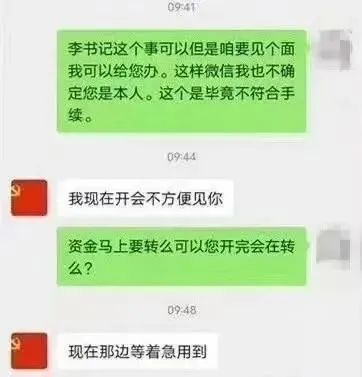 09:41
李书记这个事可以但是咱要见个面
我可以给您办。这样微信我也不确
定您是本人。这个是毕竟不符合手
续。
09:44
我现在开会不方便见你
资金马上要转么可以您开完会在转
么?
09:48
现在那边等着急用到